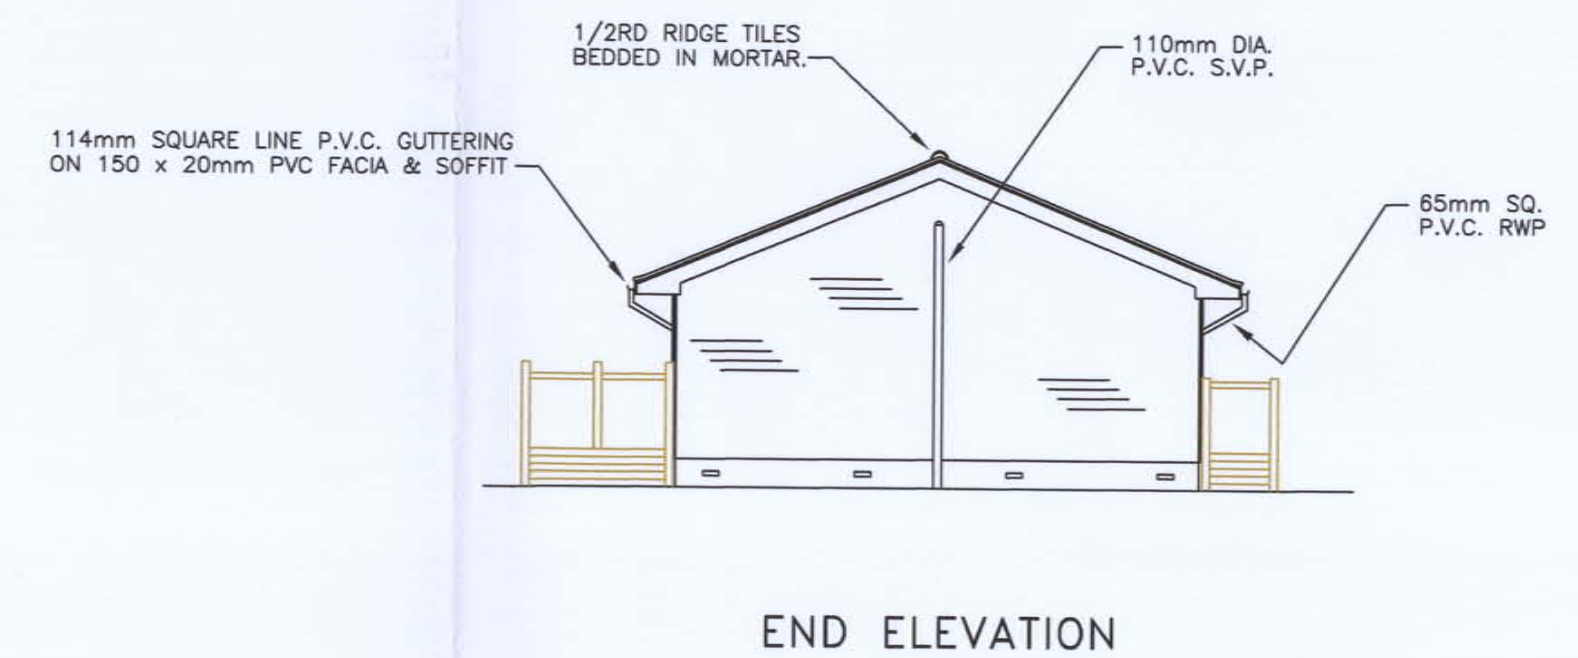 1/2RD RIDGE TILES
BEDDED IN MORTAR.
110mm DIA.
P.V.C. S.V.P.
114mm SQUARE LINE P.V.C. GUTTERING
ON 150 x 20mm PVC FACIA & SOFFIT
65mm SQ.
P.V.C. RWP
END ELEVATION